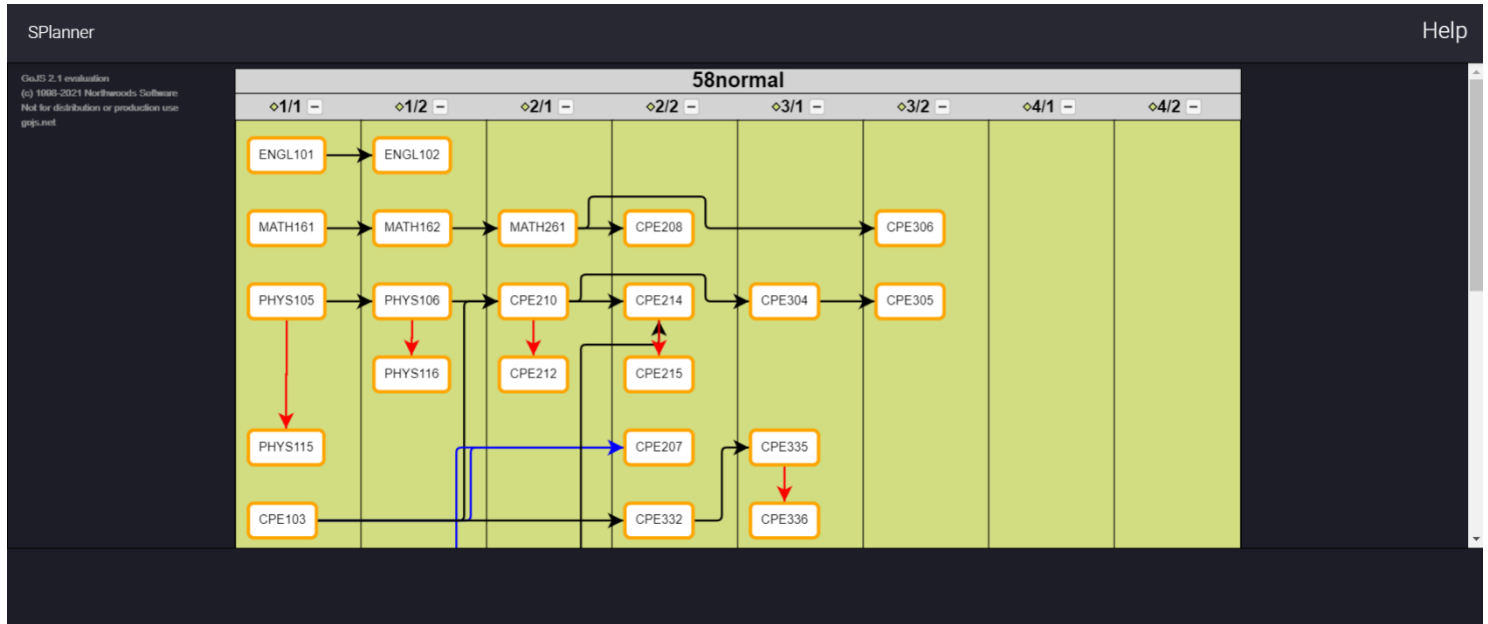 SPlanner
Help
GoJS 2.1 evaluation
(c) 1998-2021 Northwoods Software
Not for distribution or production use
gojs.net
58normal
1/1 1/2 2/1 2/2 3/1 3/2 4/1 4/2
ENGL101 ENGL102
MATH161 MATH162 MATH261 CPE208 CPE306
PHYS105 PHYS106 CPE210 CPE214 CPE304 CPE305
PHYS116 CPE212 CPE215
PHYS115 CPE207 CPE335
CPE103 CPE332 CPE336